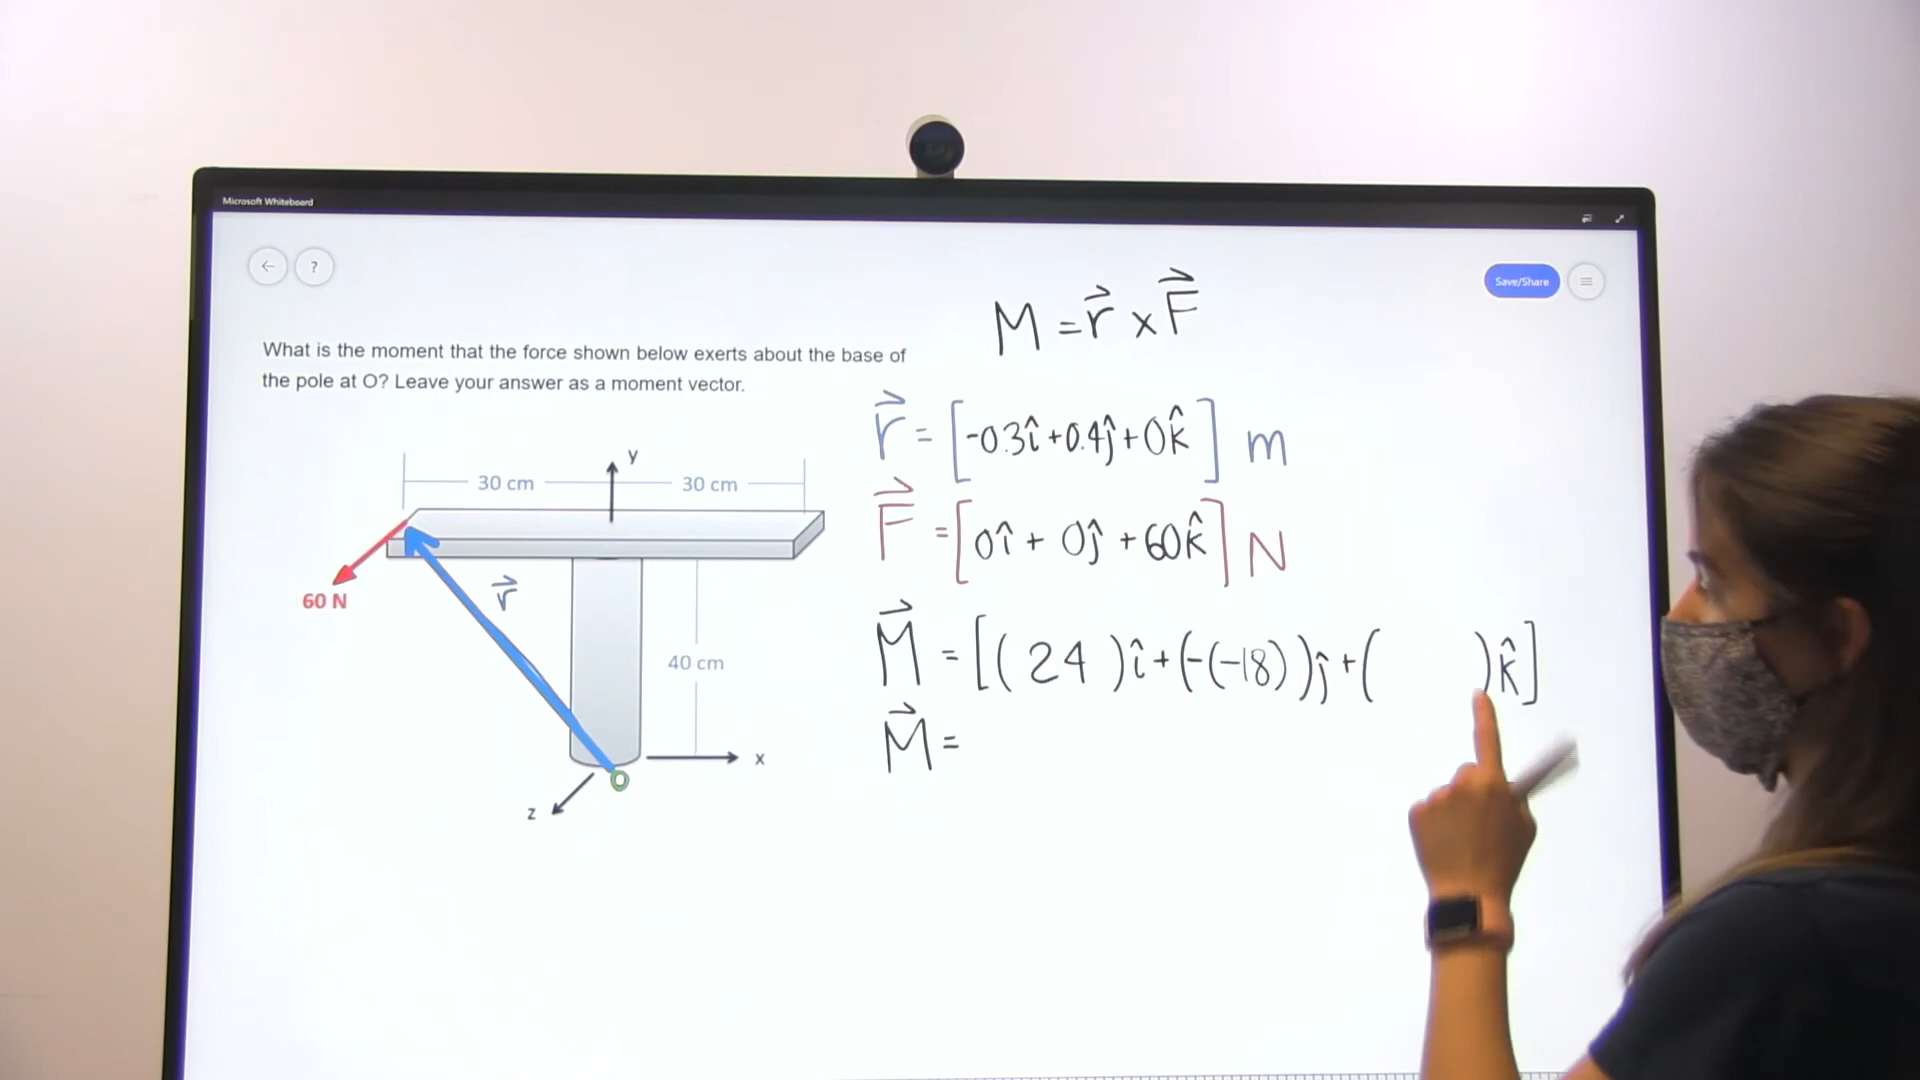 Microsoft Whiteboard
?
Save/Share
M = r⃗ x F⃗
What is the moment that the force shown below exerts about the base of
the pole at O? Leave your answer as a moment vector.
r⃗ = [-0.3î+0.4ĵ+0k̂] m
y
30 cm
30 cm
F⃗ = [0î + 0ĵ + 60k̂] N
60 N
r⃗
M⃗ = [( 24 )î+(-(-18))ĵ+( )k̂]
40 cm
M⃗ =
x
z